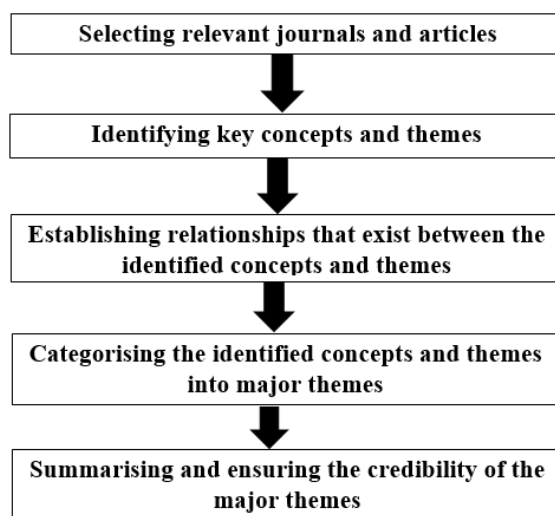 Selecting relevant journals and articles
Identifying key concepts and themes
Establishing relationships that exist between the
identified concepts and themes
Categorising the identified concepts and themes
into major themes
Summarising and ensuring the credibility of the
major themes